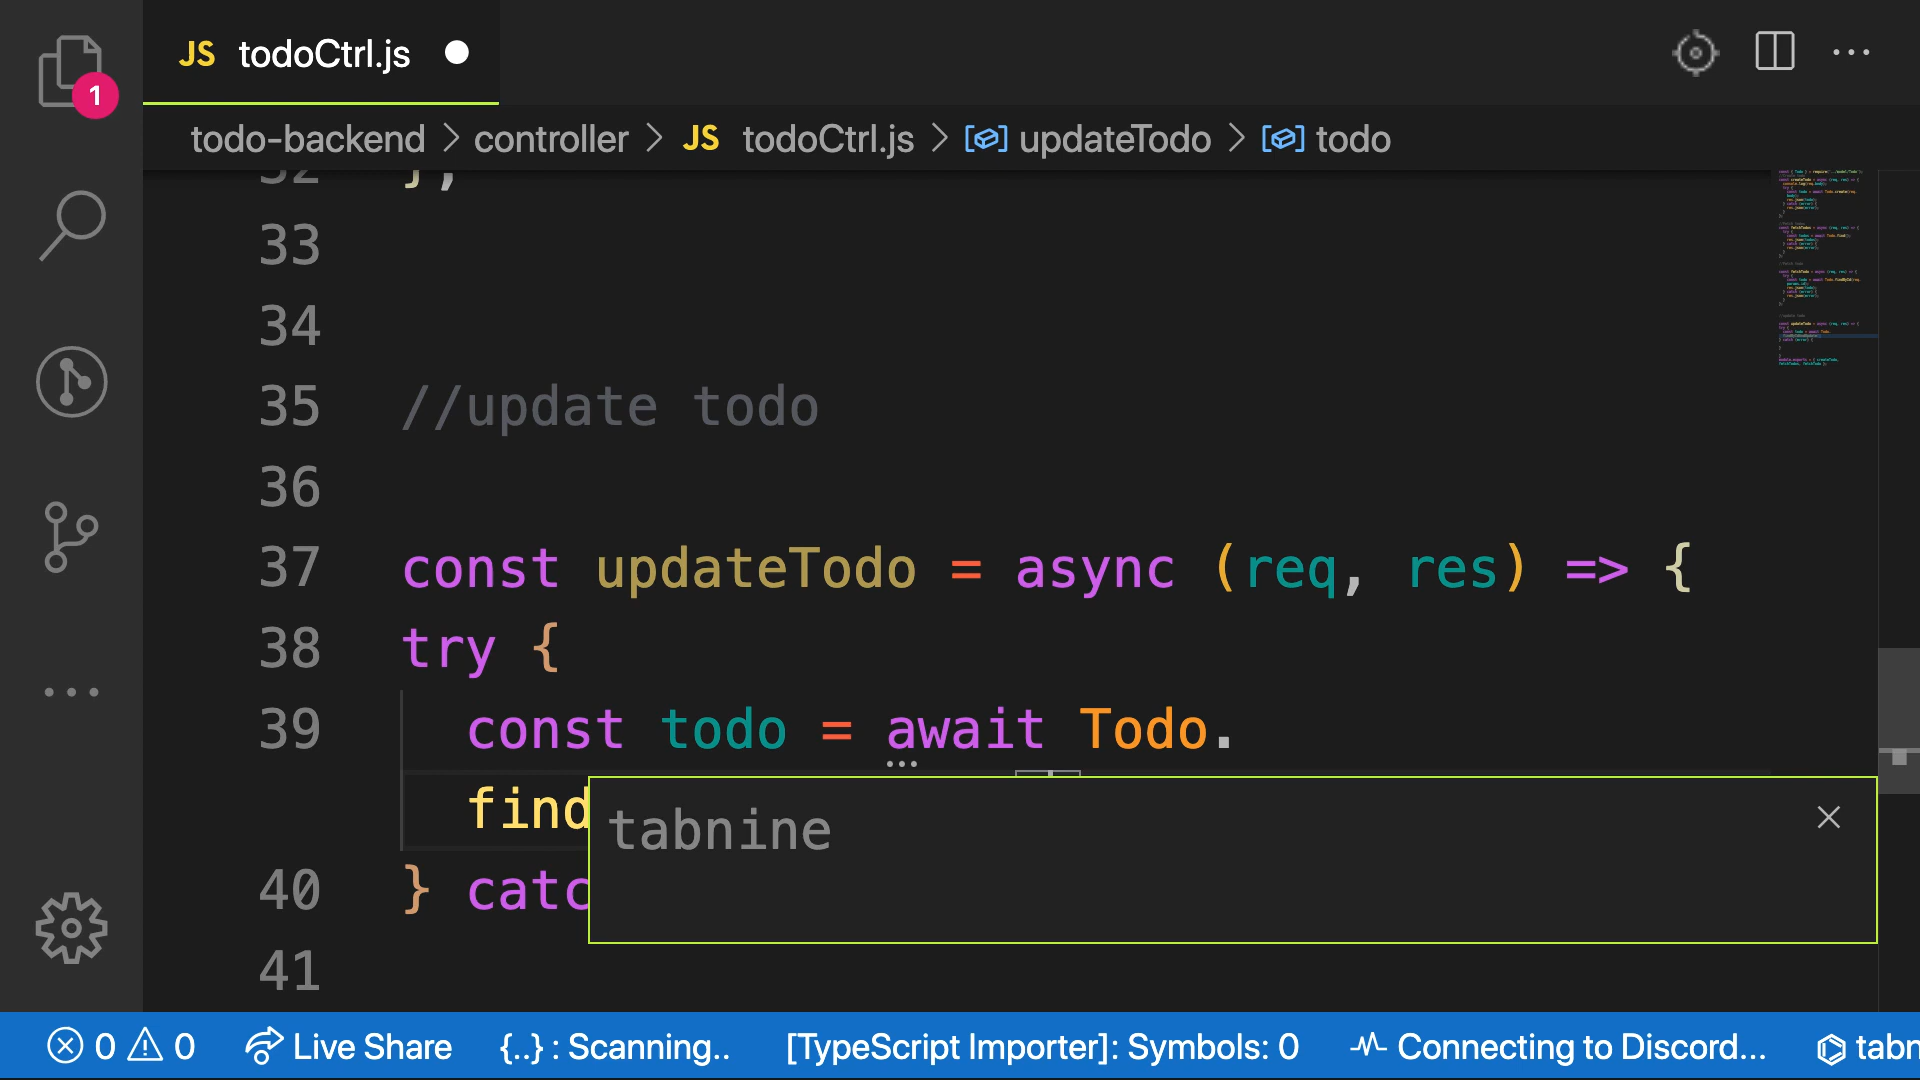 JS todoCtrl.js
1
todo-backend > controller > JS todoCtrl.js > updateTodo > todo
32 };
33
34
35 //update todo
36
37 const updateTodo = async (req, res) => {
38 try {
39 const todo = await Todo.
find
tabnine
40 } catc
41
0 0 Live Share {..} : Scanning.. [TypeScript Importer]: Symbols: 0 Connecting to Discord... tabn